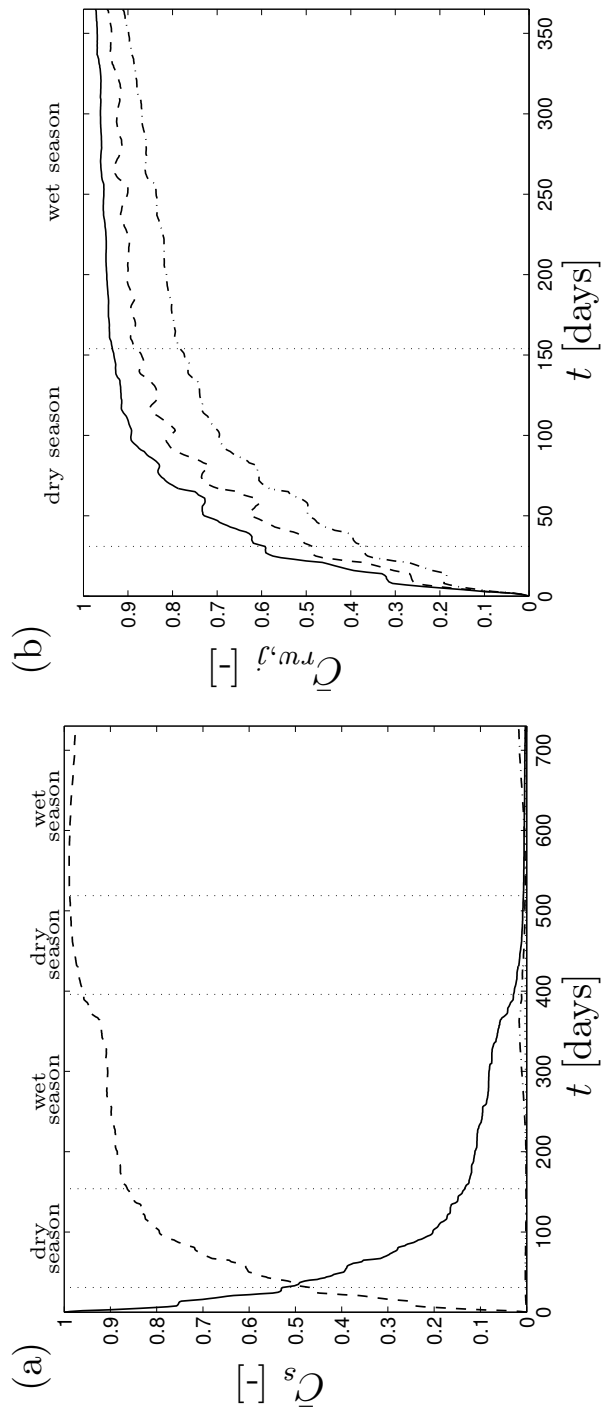 (a)
dry season
wet season
dry season
wet season
1
0.9
0.8
0.7
0.6
0.5
0.4
0.3
0.2
0.1
0
C̄s [-]
0 100 200 300 400 500 600 700
t [days]
(b)
dry season
wet season
1
0.9
0.8
0.7
0.6
0.5
0.4
0.3
0.2
0.1
0
C̄rw,j [-]
0 50 100 150 200 250 300 350
t [days]